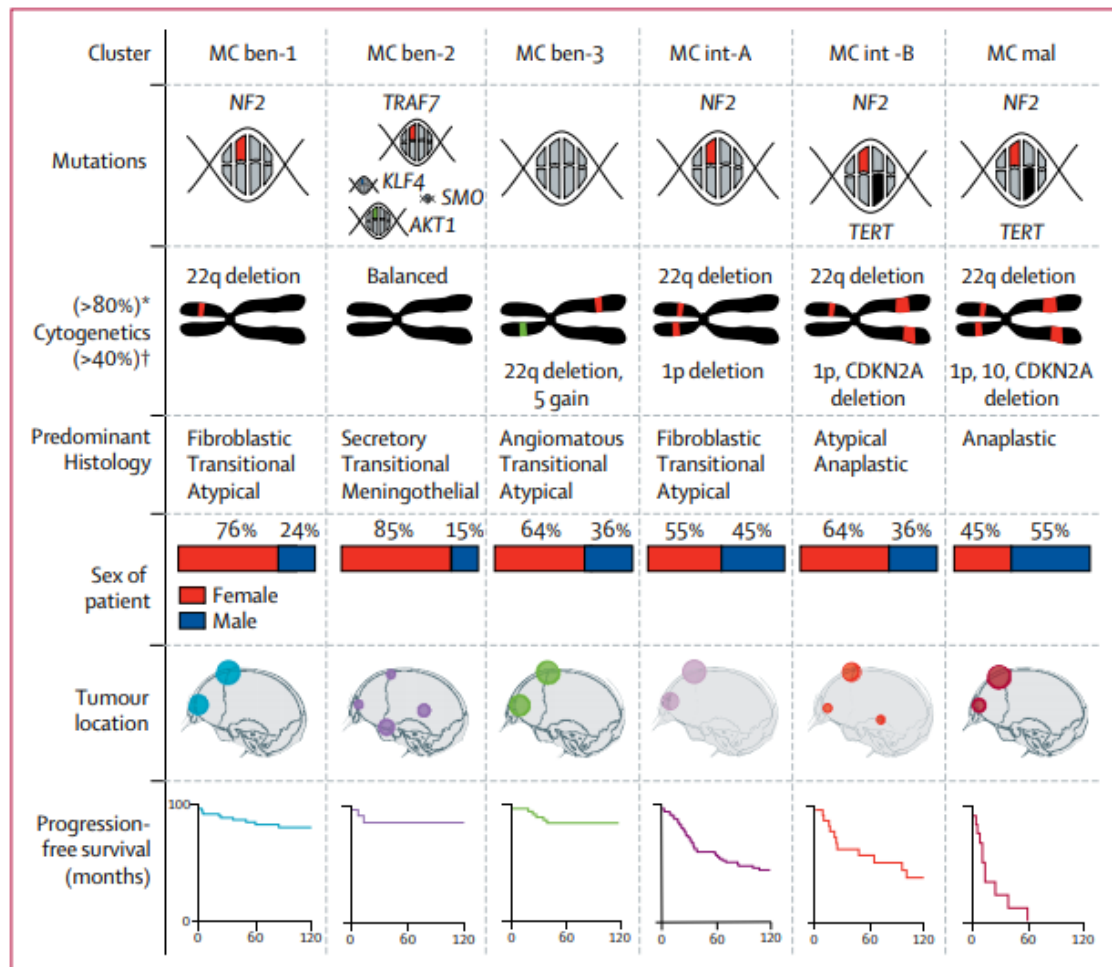 Cluster
MC ben-1
MC ben-2
MC ben-3
MC int-A
MC int -B
MC mal
Mutations
NF2
TRAF7
KLF4
SMO
AKT1
NF2
NF2
TERT
NF2
TERT
(>80%)*
Cytogenetics
(>40%)†
22q deletion
Balanced
22q deletion,
5 gain
22q deletion
1p deletion
22q deletion
1p, CDKN2A
deletion
22q deletion
1p, 10, CDKN2A
deletion
Predominant
Histology
Fibroblastic
Transitional
Atypical
Secretory
Transitional
Meningothelial
Angiomatous
Transitional
Atypical
Fibroblastic
Transitional
Atypical
Atypical
Anaplastic
Anaplastic
Sex of
patient
76% 24%
Female
Male
85% 15%
64% 36%
55% 45%
64% 36%
45% 55%
Tumour
location
Progression-
free survival
(months)
100
0
0 60 120
0 60 120
0 60 120
0 60 120
0 60 120
0 60 120